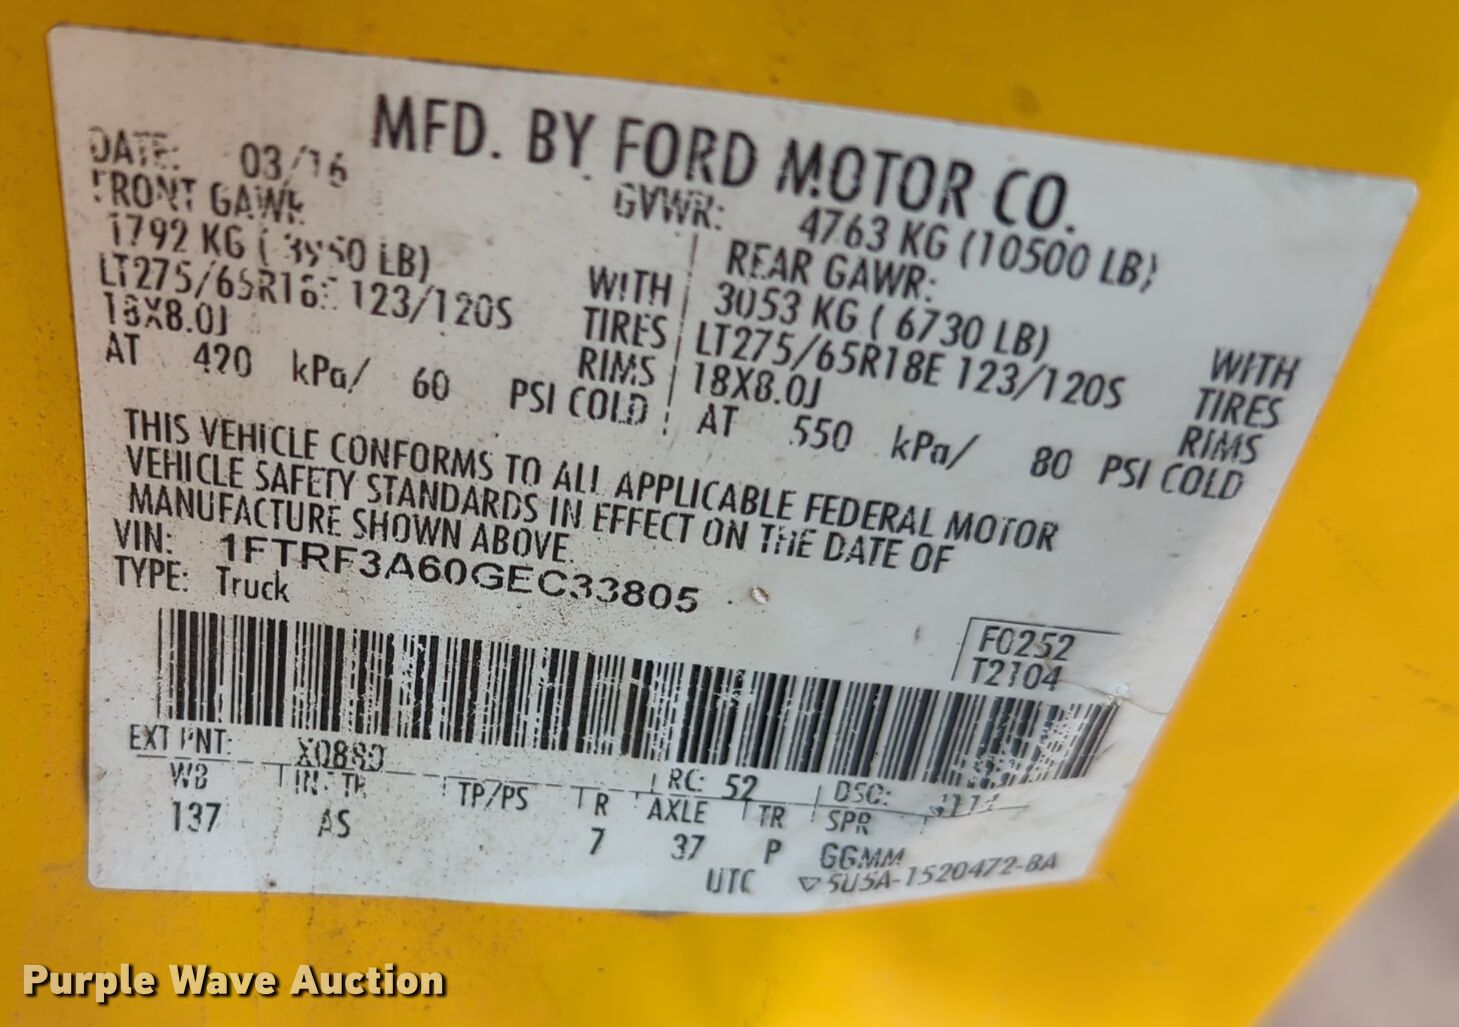 MFD. BY FORD MOTOR CO.
DATE: 03/16 GVWR: 4763 KG (10500 LB)
FRONT GAWR: REAR GAWR:
1792 KG ( LB) WITH 3053 KG ( 6730 LB) WITH
LT275/65R18E 123/120S TIRES LT275/65R18E 123/120S TIRES
18X8.0J RIMS 18X8.0J RIMS
AT 420 kPa/ 60 PSI COLD AT 550 kPa/ 80 PSI COLD
THIS VEHICLE CONFORMS TO ALL APPLICABLE FEDERAL MOTOR
VEHICLE SAFETY STANDARDS IN EFFECT ON THE DATE OF
MANUFACTURE SHOWN ABOVE.
VIN: 1FTRF3A60GEC33805
TYPE: Truck
F0252
T2104
EXT PNT: RC: 52 DSO:
WB INT TR TP/PS R AXLE TR SPR
137 AS 7 37 P GGMM
UTC ▽5U5A-1520472-BA
Purple Wave Auction